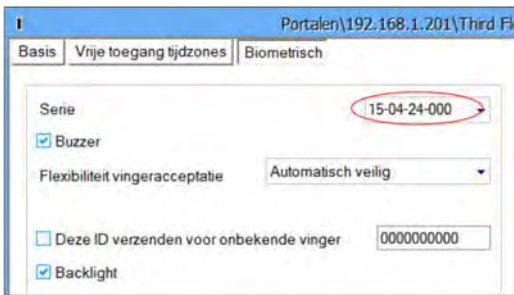 Portalen\192.168.1.201\Third
Basis Vrije toegang tijdzones Biometrisch
Serie 15-04-24-000
Buzzer
Flexibiliteit vingeracceptatie Automatisch veilig
Deze ID verzenden voor onbekende vinger 0000000000
Backlight